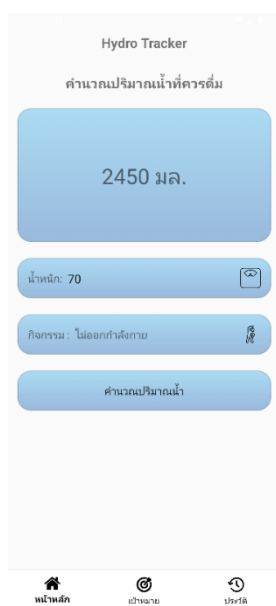 Hydro Tracker
คำนวณปริมาณน้ำที่ควรดื่ม
2450 มล.
น้ำหนัก: 70
กิจกรรม : ไม่ออกกำลังกาย
คำนวณปริมาณน้ำ
หน้าหลัก เป้าหมาย ประวัติ